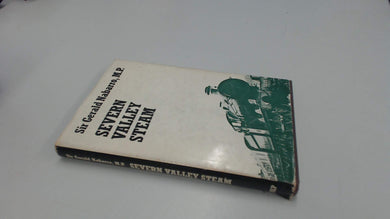 Sir Gerald Nabarro, M.P.
SEVERN
VALLEY
STEAM
Sir Gerald Nabarro, M.P. SEVERN VALLEY STEAM